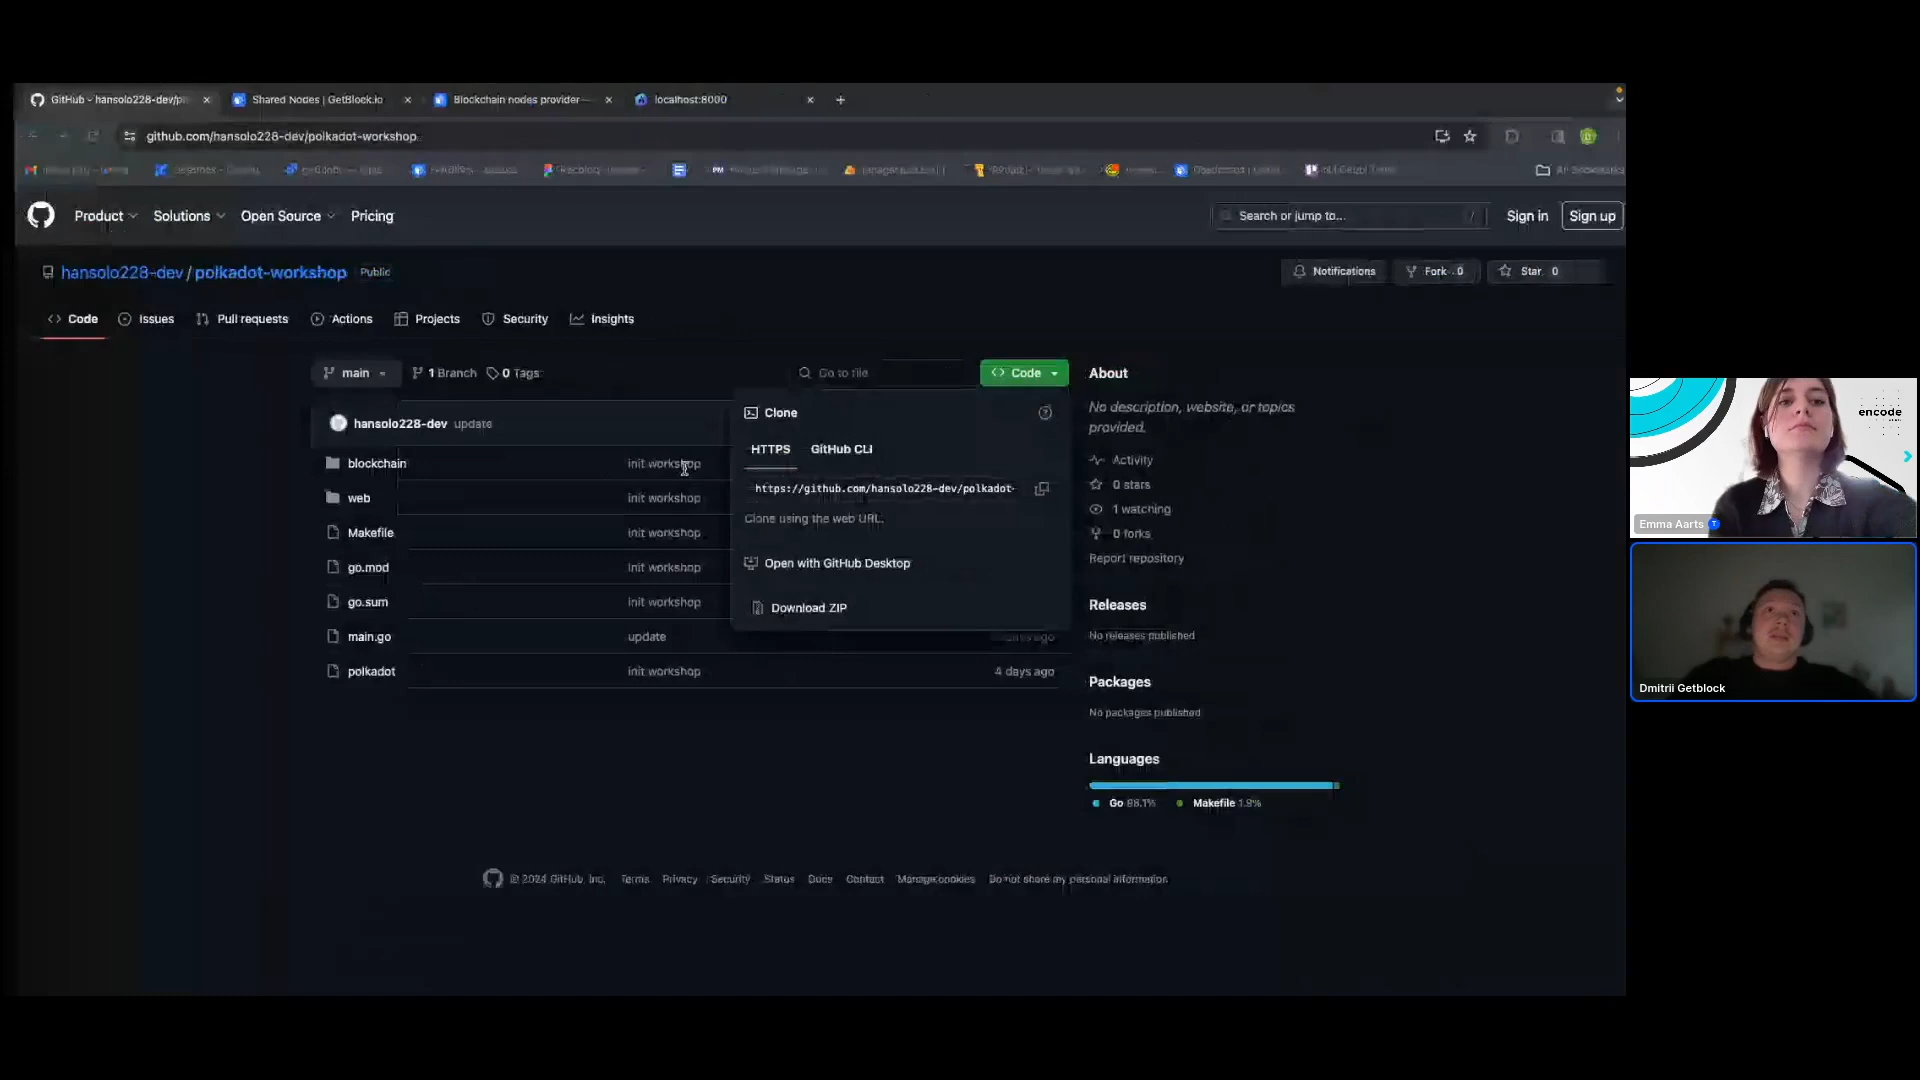 GitHub - hansolo228-dev/p
Shared Nodes | GetBlock.io
Blockchain nodes provider
localhost:8000
github.com/hansolo228-dev/polkadot-workshop
Product
Solutions
Open Source
Pricing
Search or jump to...
Sign in
Sign up
hansolo228-dev / polkadot-workshop Public
Notifications
Fork 0
Star 0
Code
Issues
Pull requests
Actions
Projects
Security
Insights
main
1 Branch
0 Tags
Go to file
Code
About
No description, website, or topics provided.
Clone
hansolo228-dev update
HTTPS
GitHub CLI
blockchain init workshop
Activity
https://github.com/hansolo228-dev/polkadot-
0 stars
web init workshop
1 watching
Clone using the web URL.
Makefile init workshop
0 forks
Report repository
Open with GitHub Desktop
go.mod init workshop
go.sum init workshop
Download ZIP
Releases
No releases published
main.go update
polkadot init workshop 4 days ago
Packages
No packages published
Languages
Go 98.1% Makefile 1.9%
© 2024 GitHub, Inc. Terms Privacy Security Status Docs Contact Manage cookies Do not share my personal information
encode
Emma Aarts
Dmitrii Getblock